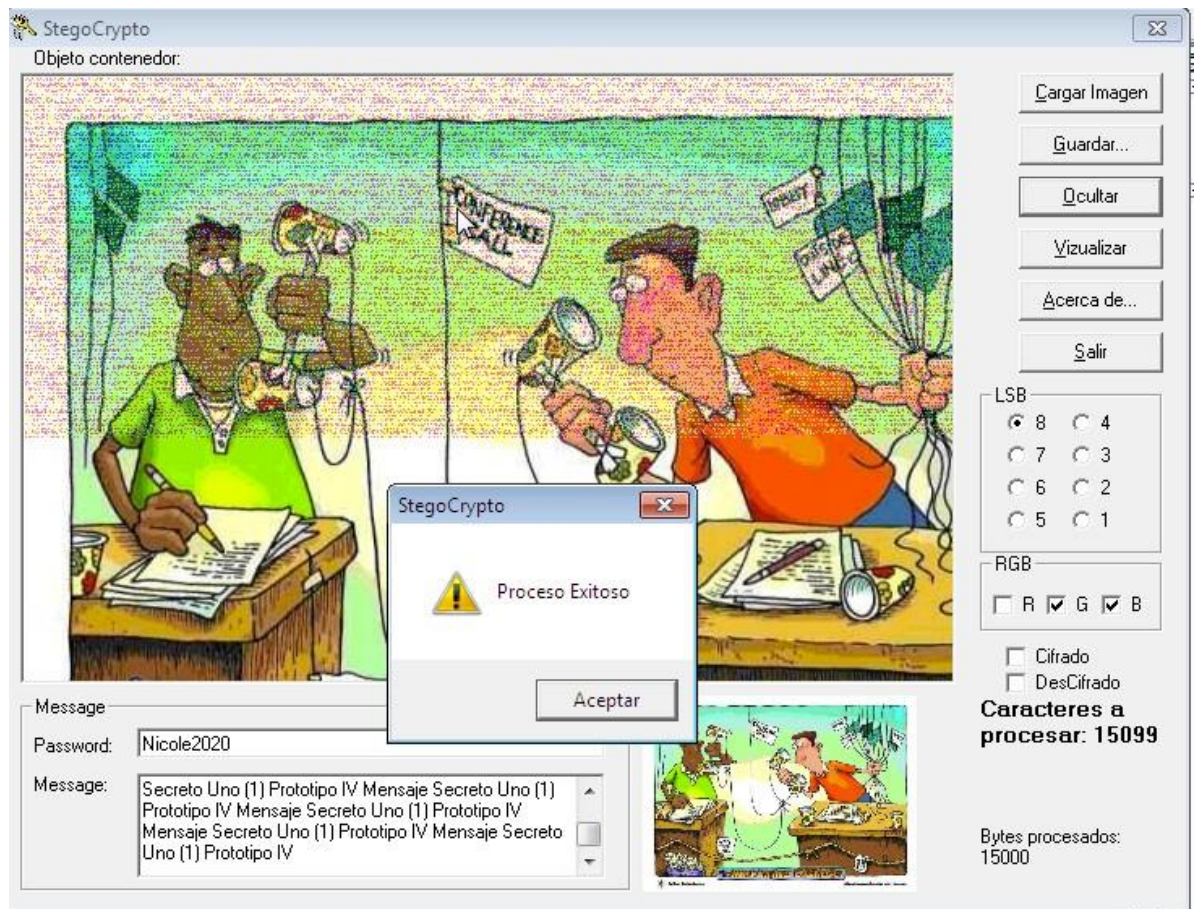 StegoCrypto
Objeto contenedor:
Cargar Imagen
Guardar...
Ocultar
Vizualizar
Acerca de...
Salir
CONFERENCE
CALL
LSB
8 4
7 3
6 2
5 1
RGB
R G B
Cifrado
DesCifrado
Caracteres a
procesar: 15099
Bytes procesados:
15000
StegoCrypto
Proceso Exitoso
Aceptar
Message
Password: Nicole2020
Message:
Secreto Uno (1) Prototipo IV Mensaje Secreto Uno (1)
Prototipo IV Mensaje Secreto Uno (1) Prototipo IV
Mensaje Secreto Uno (1) Prototipo IV Mensaje Secreto
Uno (1) Prototipo IV